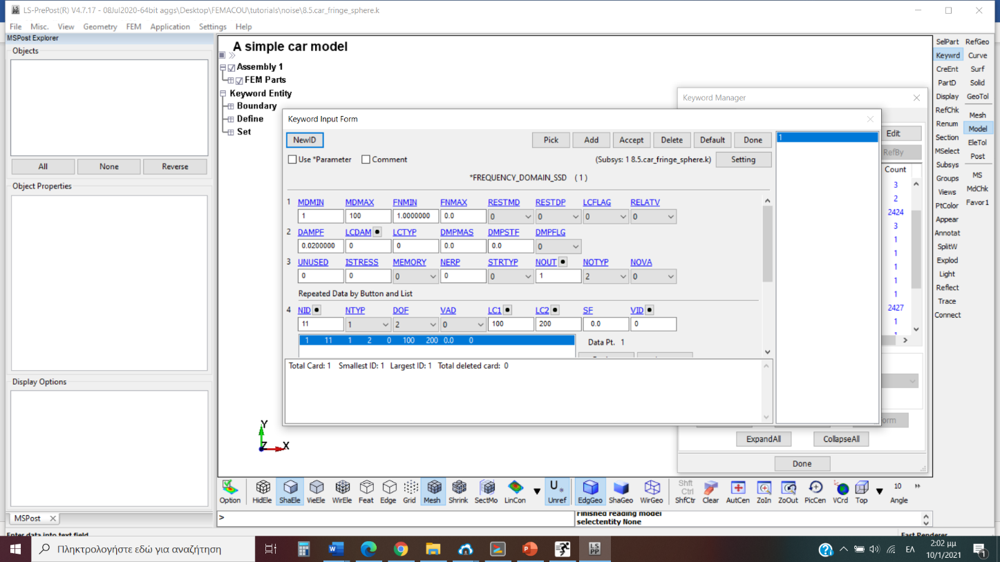 LS-PrePost(R) V4.7.17 - 08Jul2020-64bit aggs\Desktop\FEMACOU\tutorials\noise\8.5.car_fringe_sphere.k
File Misc. View Geometry FEM Application Settings Help
MSPost Explorer
Objects
All None Reverse
Object Properties
Display Options
MSPost
Enter data into text field
A simple car model
Assembly 1
FEM Parts
Keyword Entity
Boundary
Define
Set
Keyword Manager
Edit
RefBy
Count
3
2
2424
3
1
1
1
1
1
2427
1
1
ExpandAll CollapseAll
Done
Keyword Input Form
NewID Pick Add Accept Delete Default Done
Use *Parameter Comment (Subsys: 1 8.5.car_fringe_sphere.k) Setting
*FREQUENCY_DOMAIN_SSD (1)
1 MDMIN MDMAX FNMIN FNMAX RESTMD RESTDP LCFLAG RELATV
1 100 1.0000000 0.0 0 0 0 0
2 DAMPF LCDAM LCTYP DMPMAS DMPSTF DMPFLG
0.0200000 0 0 0.0 0.0 0
3 UNUSED ISTRESS MEMORY NERP STRTYP NOUT NOTYP NOVA
0 0 0 0 0 1 2 0
Repeated Data by Button and List
4 NID NTYP DOF VAD LC1 LC2 SF VID
11 1 2 0 100 200 0.0 0
1 11 1 2 0 100 200 0.0 0
Data Pt. 1
Total Card: 1 Smallest ID: 1 Largest ID: 1 Total deleted card: 0
1
SelPart RefGeo
Keywrd Curve
CreEnt Surf
PartD Solid
Display GeoTol
RefChk Mesh
Renum Model
Section EleTol
MSelect Post
Subsys MS
Groups MdChk
Views Favor1
PtColor
Appear
Annotat
SplitW
Explod
Light
Reflect
Trace
Connect
Y
Z X
Option HidEle ShaEle VieEle WirEle Feat Edge Grid Mesh Shrink SectMo LinCon Unref EdgGeo ShaGeo WirGeo Shft Ctrl ShfCtr Clear AutCen ZoIn ZoOut PicCen VCrd Top 10 Angle
>
Finished reading model
selectentity None
Fast Renderer
Πληκτρολογήστε εδώ για αναζήτηση
ΕΛ
2:02 μμ
10/1/2021
1